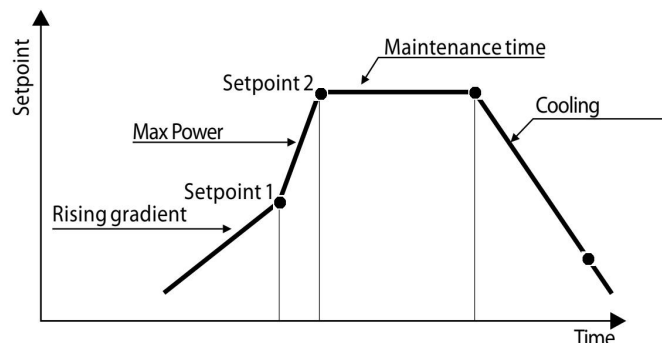 Maintenance time
Setpoint 2
Cooling
Max Power
Setpoint 1
Rising gradient
Setpoint
Time